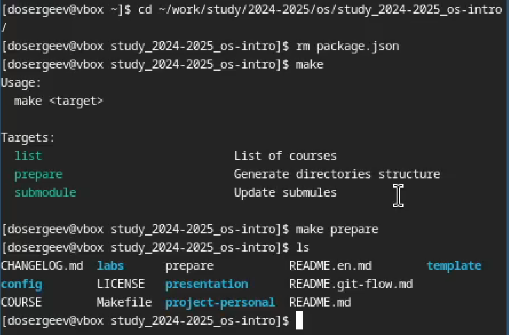 [dosergeev@vbox ~]$ cd ~/work/study/2024-2025/os/study_2024-2025_os-intro
/
[dosergeev@vbox study_2024-2025_os-intro]$ rm package.json
[dosergeev@vbox study_2024-2025_os-intro]$ make
Usage:
  make <target>

Targets:
  list                          List of courses
  prepare                       Generate directories structure
  submodule                     Update submules

[dosergeev@vbox study_2024-2025_os-intro]$ make prepare
[dosergeev@vbox study_2024-2025_os-intro]$ ls
CHANGELOG.md  labs      prepare           README.en.md        template
config        LICENSE   presentation      README.git-flow.md
COURSE        Makefile  project-personal  README.md
[dosergeev@vbox study_2024-2025_os-intro]$